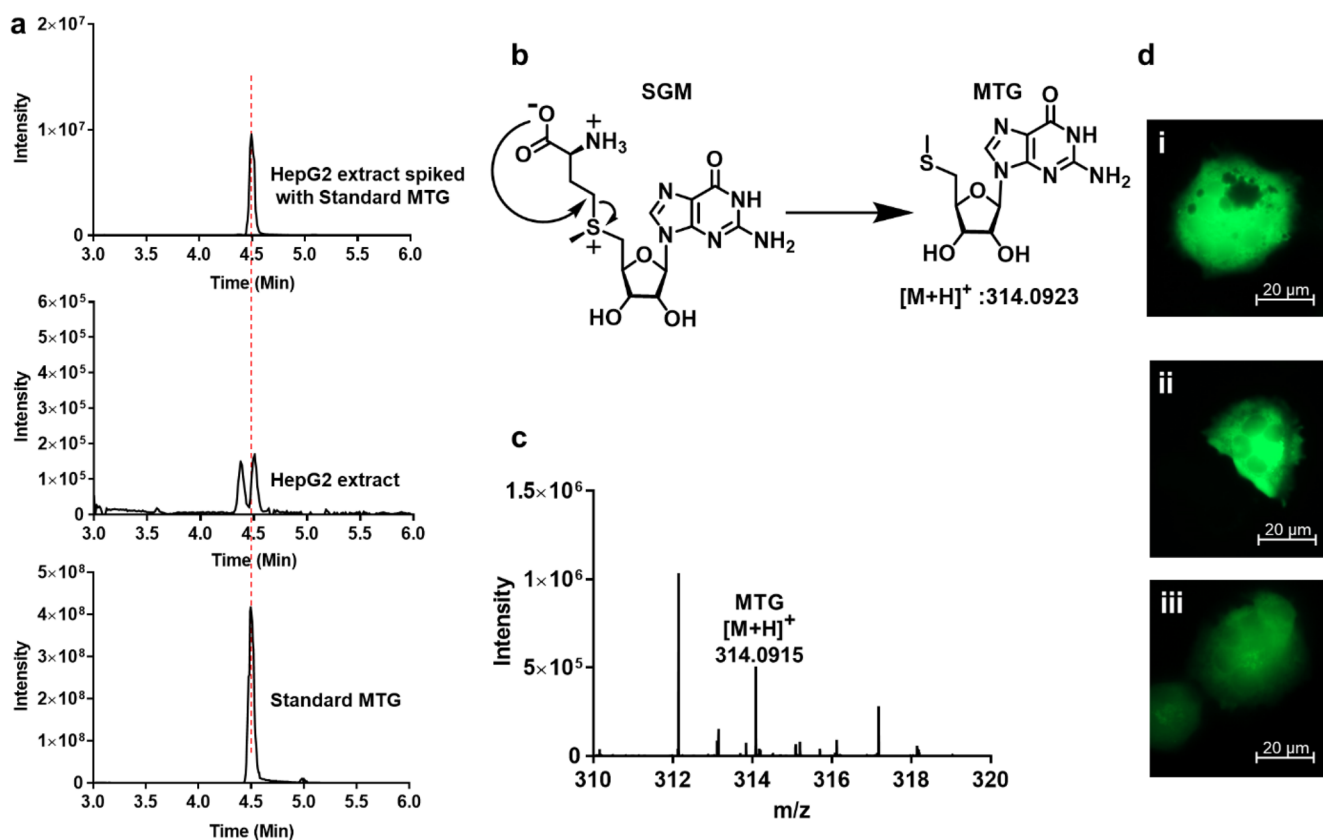 a
2×10⁷
1×10⁷
0
Intensity
HepG2 extract spiked
with Standard MTG
3.0 3.5 4.0 4.5 5.0 5.5 6.0
Time (Min)
6×10⁵
5×10⁵
4×10⁵
3×10⁵
2×10⁵
1×10⁵
0
Intensity
HepG2 extract
3.0 3.5 4.0 4.5 5.0 5.5 6.0
Time (Min)
5×10⁸
4×10⁸
3×10⁸
2×10⁸
1×10⁸
0
Intensity
Standard MTG
3.0 3.5 4.0 4.5 5.0 5.5 6.0
Time (Min)
b
SGM
⁻O
O
+
NH₃
S
+
O
N
NH
N
N
NH₂
O
HO
OH
MTG
O
N
NH
N
N
NH₂
S
O
HO
OH
[M+H]⁺ :314.0923
c
1.5×10⁶
1×10⁶
5×10⁵
0
Intensity
MTG
[M+H]⁺
314.0915
310 312 314 316 318 320
m/z
d
i
20 µm
ii
20 µm
iii
20 µm